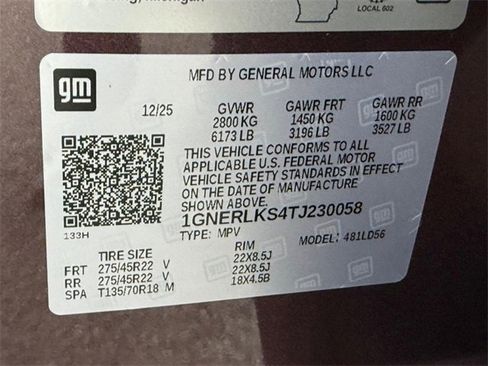 LOCAL 602
gm
MFD BY GENERAL MOTORS LLC
12/25 GVWR GAWR FRT GAWR RR
2800 KG 1450 KG 1600 KG
6173 LB 3196 LB 3527 LB
THIS VEHICLE CONFORMS TO ALL
APPLICABLE U.S. FEDERAL MOTOR
VEHICLE SAFETY STANDARDS IN EFFECT
ON THE DATE OF MANUFACTURE
SHOWN ABOVE.
1GNERLKS4TJ230058
133H TYPE: MPV MODEL: 481LD56
TIRE SIZE RIM
FRT 275/45R22 V 22X8.5J
RR 275/45R22 V 22X8.5J
SPA T135/70R18 M 18X4.5B